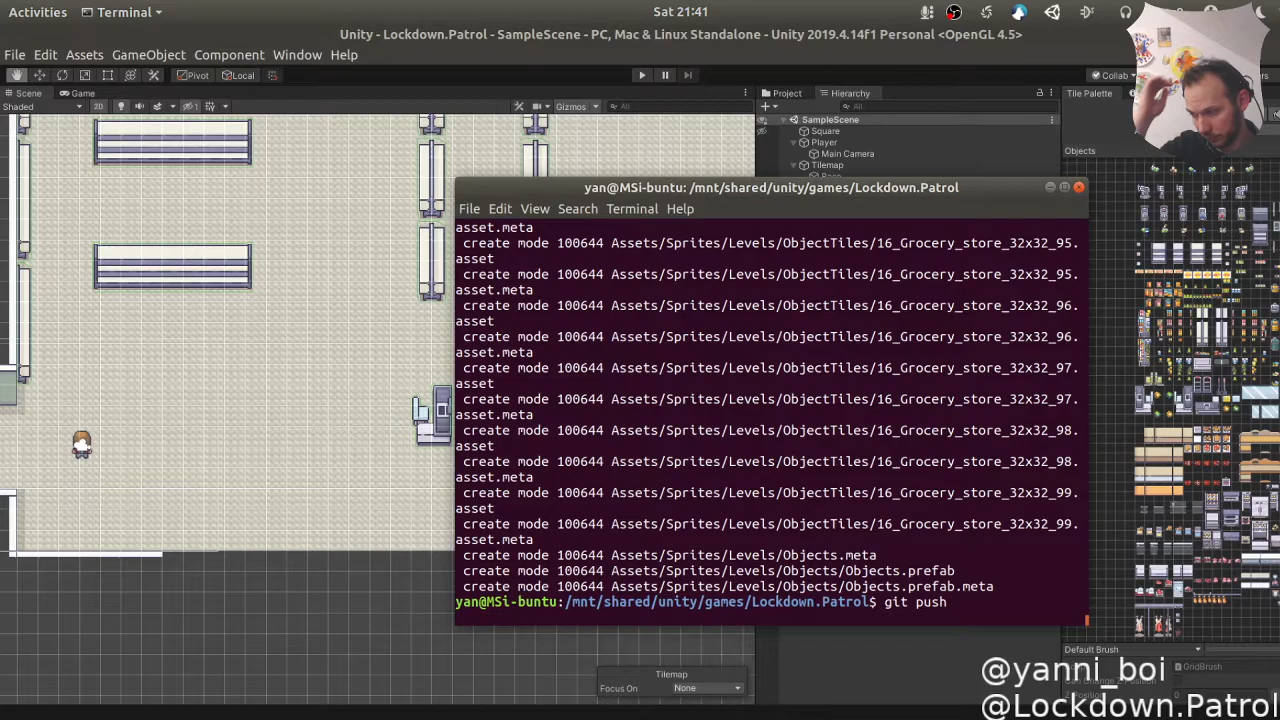 Activities Terminal Sat 21:41
Unity - Lockdown.Patrol - SampleScene - PC, Mac & Linux Standalone - Unity 2019.4.14F1 Personal <OpenGL 4.5>
File Edit Assets GameObject Component Window Help
Pivot Local Collab
Scene Game Project Hierarchy Tile Palette
Shaded 2D 1 Gizmos All All
SampleScene
Square
Player
Main Camera
Tilemap
Objects
yan@MSi-buntu: /mnt/shared/unity/games/Lockdown.Patrol
File Edit View Search Terminal Help
asset.meta
create mode 100644 Assets/Sprites/Levels/ObjectTiles/16_Grocery_store_32x32_95.
asset
create mode 100644 Assets/Sprites/Levels/ObjectTiles/16_Grocery_store_32x32_95.
asset.meta
create mode 100644 Assets/Sprites/Levels/ObjectTiles/16_Grocery_store_32x32_96.
asset
create mode 100644 Assets/Sprites/Levels/ObjectTiles/16_Grocery_store_32x32_96.
asset.meta
create mode 100644 Assets/Sprites/Levels/ObjectTiles/16_Grocery_store_32x32_97.
asset
create mode 100644 Assets/Sprites/Levels/ObjectTiles/16_Grocery_store_32x32_97.
asset.meta
create mode 100644 Assets/Sprites/Levels/ObjectTiles/16_Grocery_store_32x32_98.
asset
create mode 100644 Assets/Sprites/Levels/ObjectTiles/16_Grocery_store_32x32_98.
asset.meta
create mode 100644 Assets/Sprites/Levels/ObjectTiles/16_Grocery_store_32x32_99.
asset
create mode 100644 Assets/Sprites/Levels/ObjectTiles/16_Grocery_store_32x32_99.
asset.meta
create mode 100644 Assets/Sprites/Levels/Objects.meta
create mode 100644 Assets/Sprites/Levels/Objects/Objects.prefab
create mode 100644 Assets/Sprites/Levels/Objects/Objects.prefab.meta
yan@MSi-buntu:/mnt/shared/unity/games/Lockdown.Patrol$ git push
Tilemap
Focus On None
Default Brush
GridBrush
@yanni_boi
@Lockdown.Patrol